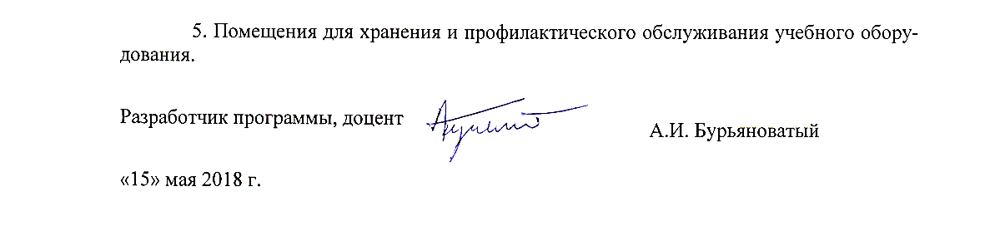 5. Помещения для хранения и профилактического обслуживания учебного обору-
дования.
Разработчик программы, доцент
А.И. Бурьяноватый
«15» мая 2018 г.